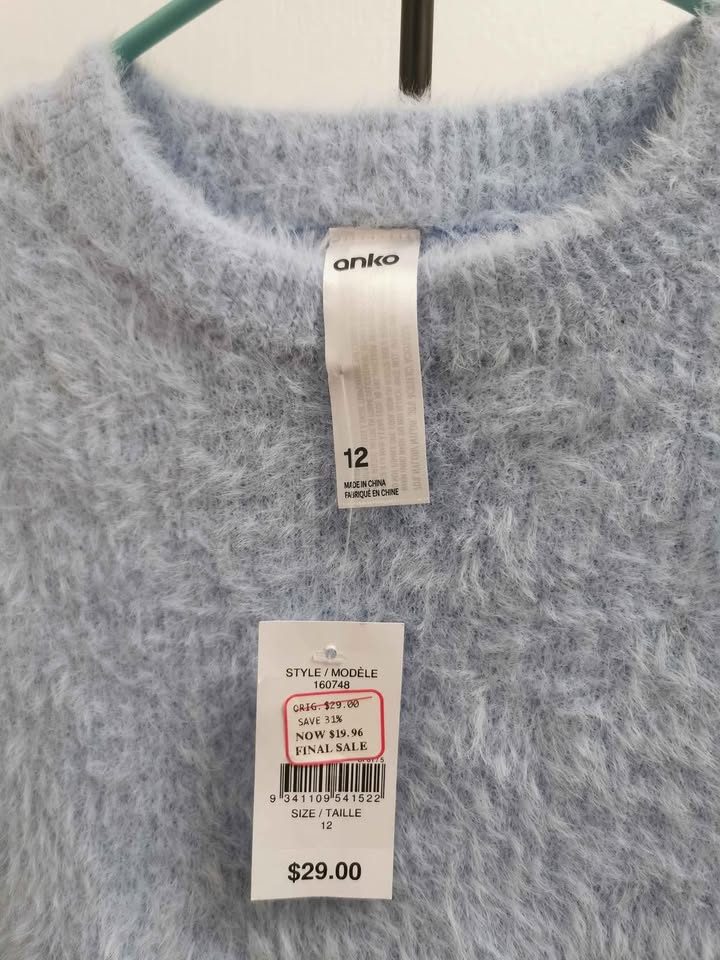 anko
12
MADE IN CHINA
FABRIQUÉ EN CHINE
STYLE / MODÈLE
160748
ORIG. $29.00
SAVE 31%
NOW $19.96
FINAL SALE
9 341109 541522
SIZE / TAILLE
12
$29.00